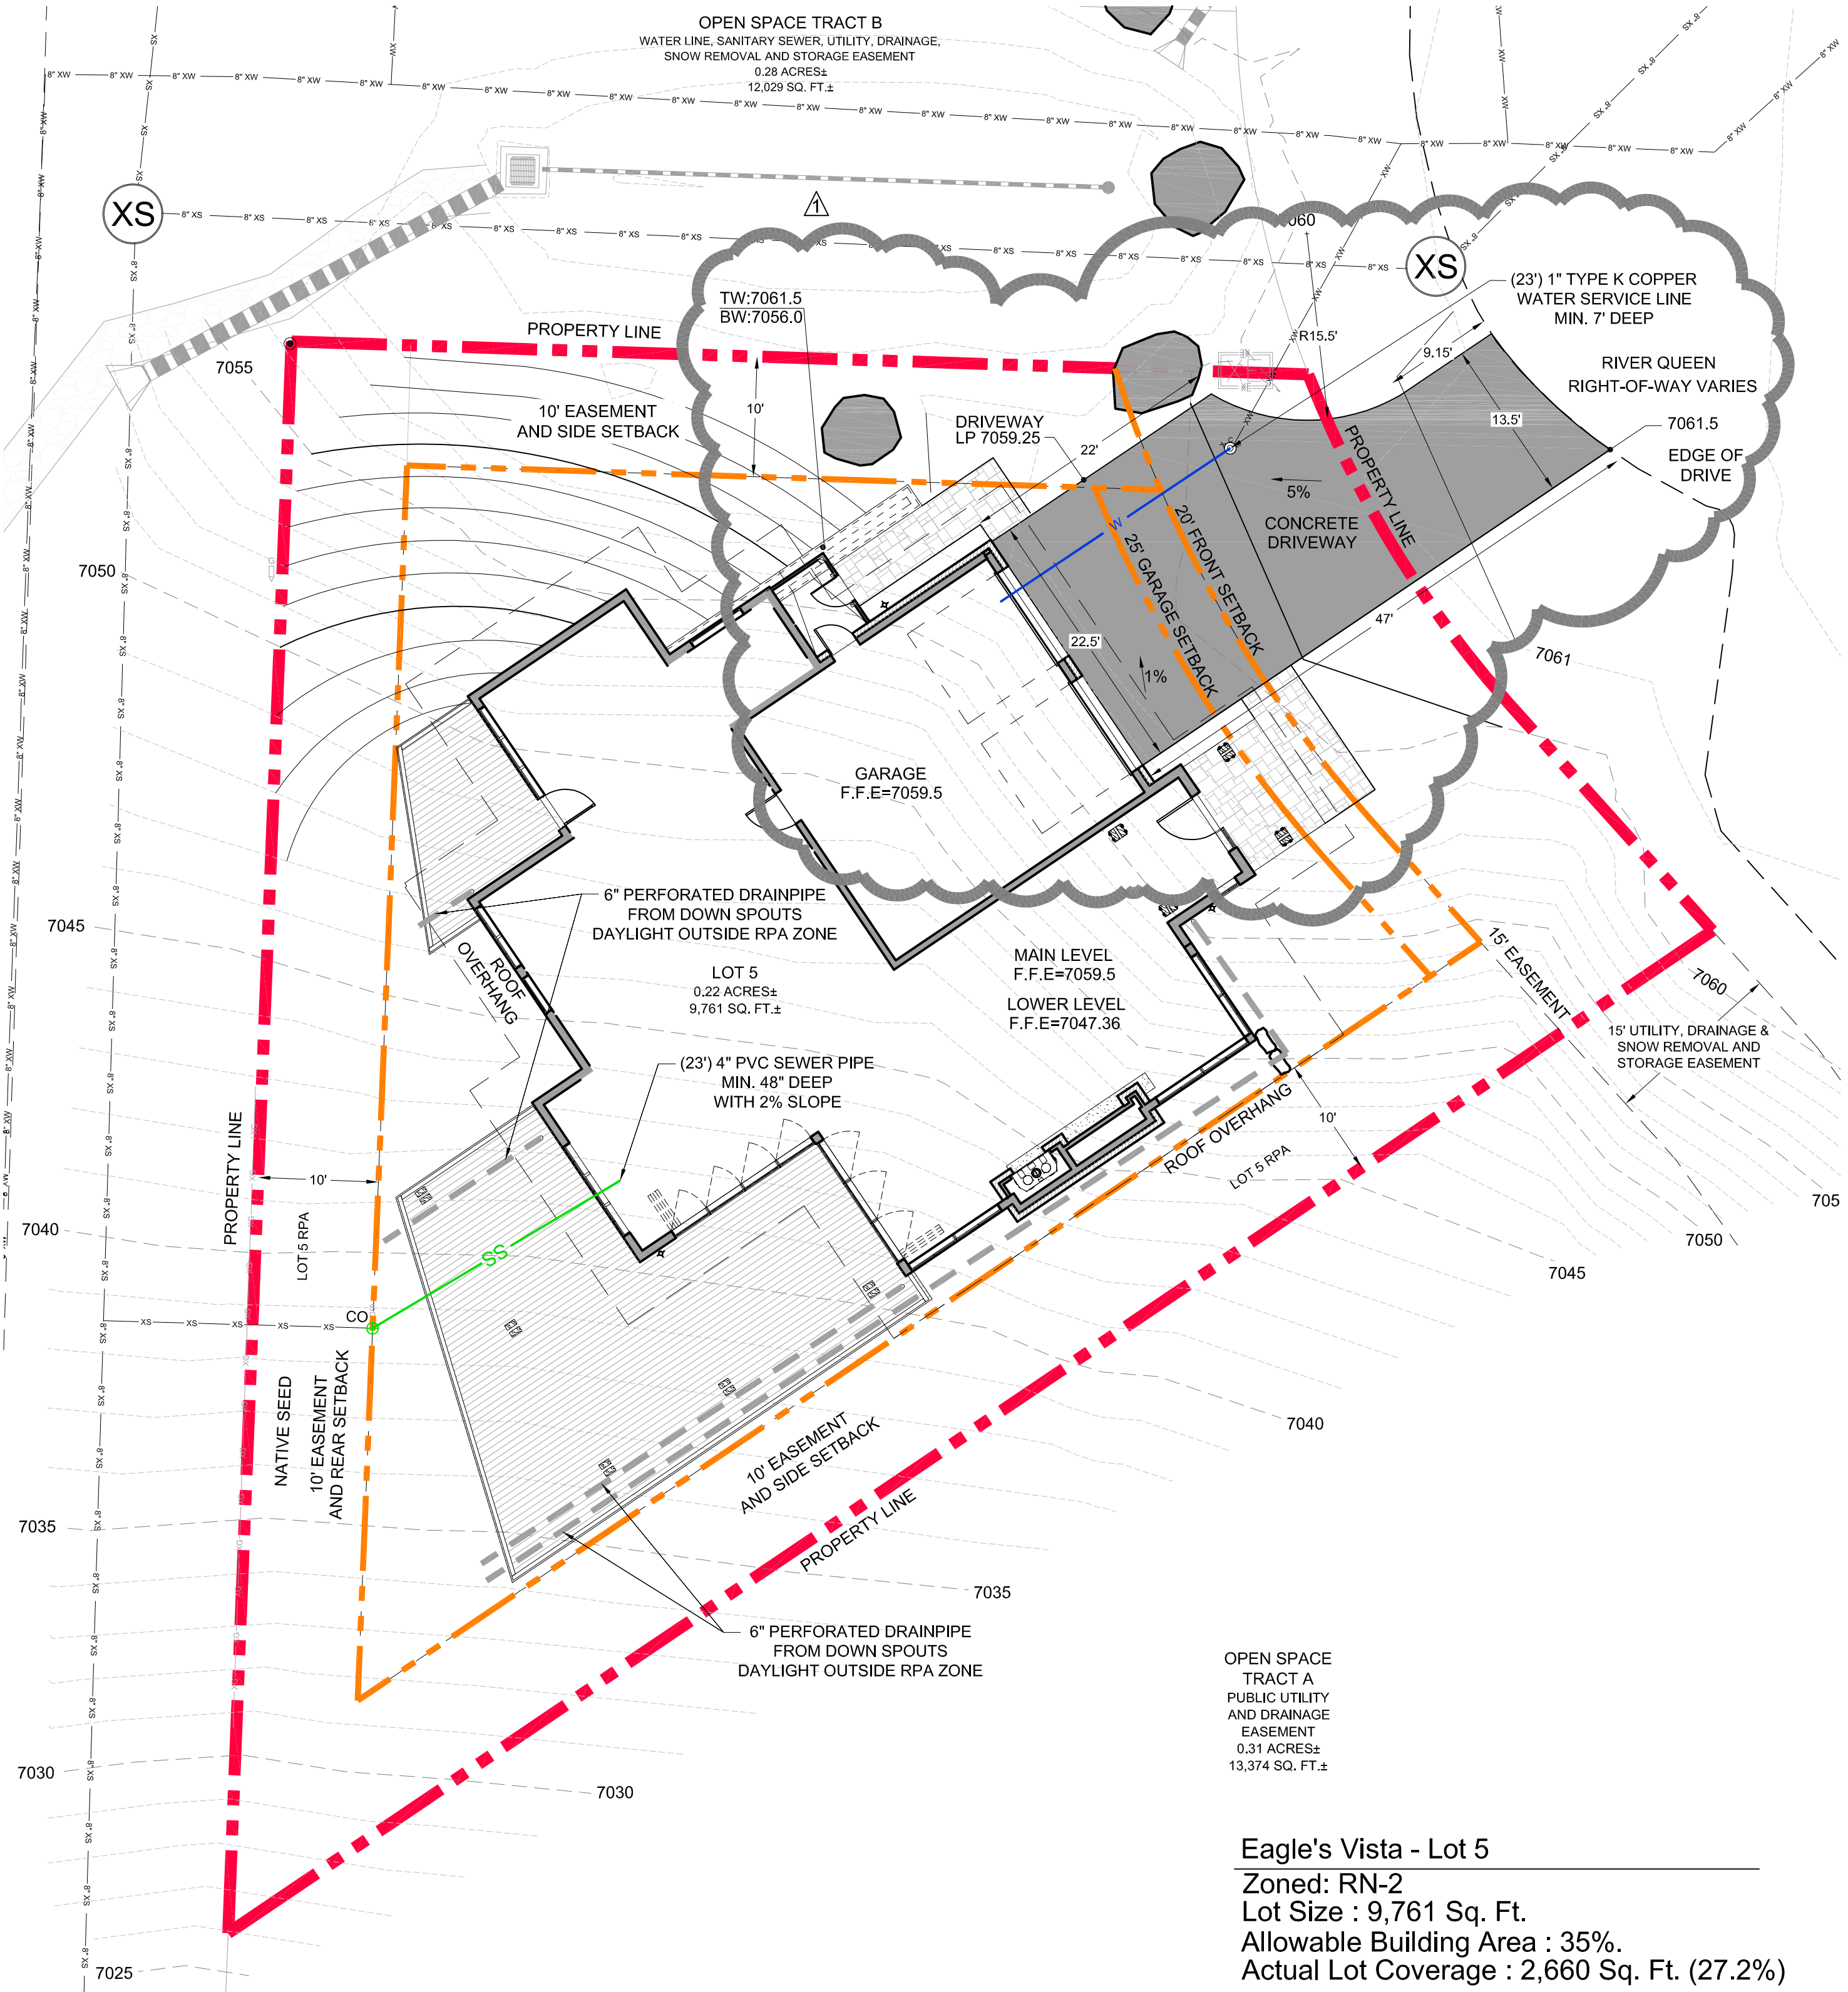 OPEN SPACE TRACT B
WATER LINE, SANITARY SEWER, UTILITY, DRAINAGE,
SNOW REMOVAL AND STORAGE EASEMENT
0.28 ACRES±
12,029 SQ. FT.±
XS
8" XW
8" XS
1
XS
060
TW:7061.5
BW:7056.0
(23') 1" TYPE K COPPER
WATER SERVICE LINE
MIN. 7' DEEP
PROPERTY LINE
R15.5'
9.15'
RIVER QUEEN
RIGHT-OF-WAY VARIES
7055
10' EASEMENT
AND SIDE SETBACK
10'
DRIVEWAY
LP 7059.25
22'
13.5'
7061.5
EDGE OF
DRIVE
PROPERTY LINE
5%
CONCRETE
DRIVEWAY
W
20' FRONT SETBACK
25' GARAGE SETBACK
7050
22.5'
1%
47'
7061
GARAGE
F.F.E=7059.5
6" PERFORATED DRAINPIPE
FROM DOWN SPOUTS
DAYLIGHT OUTSIDE RPA ZONE
7045
ROOF
OVERHANG
LOT 5
0.22 ACRES±
9,761 SQ. FT.±
MAIN LEVEL
F.F.E=7059.5
LOWER LEVEL
F.F.E=7047.36
15' EASEMENT
7060
15' UTILITY, DRAINAGE &
SNOW REMOVAL AND
STORAGE EASEMENT
(23') 4" PVC SEWER PIPE
MIN. 48" DEEP
WITH 2% SLOPE
10'
ROOF OVERHANG
LOT 5 RPA
PROPERTY LINE
10'
705
7040
LOT 5 RPA
SS
7050
7045
CO
XS XS XS XS XS
NATIVE SEED
10' EASEMENT
AND REAR SETBACK
7040
10' EASEMENT
AND SIDE SETBACK
7035
PROPERTY LINE
7035
6" PERFORATED DRAINPIPE
FROM DOWN SPOUTS
DAYLIGHT OUTSIDE RPA ZONE
OPEN SPACE
TRACT A
PUBLIC UTILITY
AND DRAINAGE
EASEMENT
0.31 ACRES±
13,374 SQ. FT.±
7030
7030
7025
Eagle's Vista - Lot 5
Zoned: RN-2
Lot Size : 9,761 Sq. Ft.
Allowable Building Area : 35%.
Actual Lot Coverage : 2,660 Sq. Ft. (27.2%)